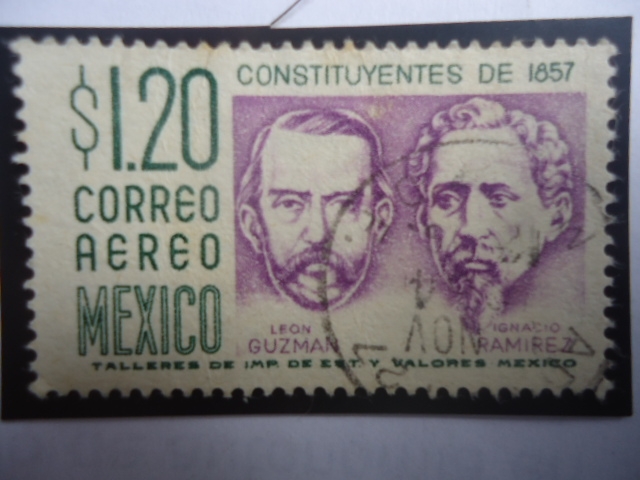 $1.20
CONSTITUYENTES DE 1857
CORREO
AEREO
MEXICO
LEON
GUZMAN
IGNACIO
RAMIREZ
TALLERES DE IMP. DE EST. Y VALORES MEXICO
NOV